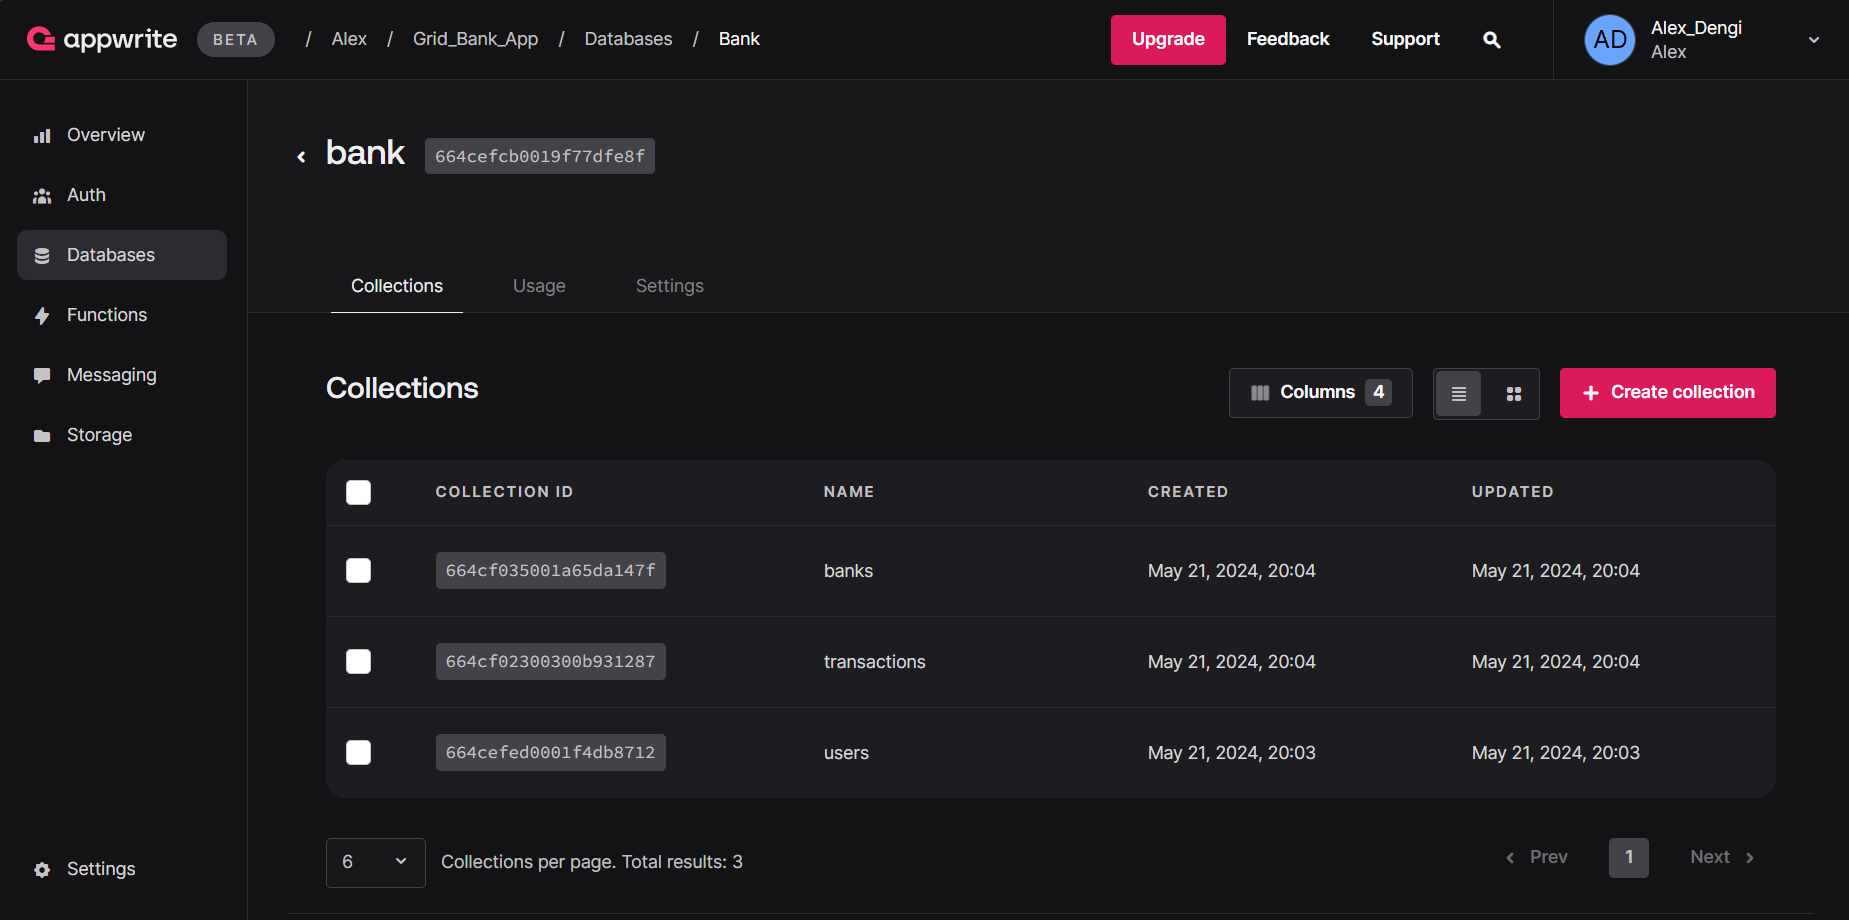 appwrite BETA / Alex / Grid_Bank_App / Databases / Bank Upgrade Feedback Support AD Alex_Dengi
Alex
Overview
Auth
Databases
Functions
Messaging
Storage
Settings
bank 664cefcb0019f77dfe8f
Collections Usage Settings
Collections Columns 4 Create collection
COLLECTION ID NAME CREATED UPDATED
664cf035001a65da147f banks May 21, 2024, 20:04 May 21, 2024, 20:04
664cf02300300b931287 transactions May 21, 2024, 20:04 May 21, 2024, 20:04
664cefed0001f4db8712 users May 21, 2024, 20:03 May 21, 2024, 20:03
6 Collections per page. Total results: 3 Prev 1 Next